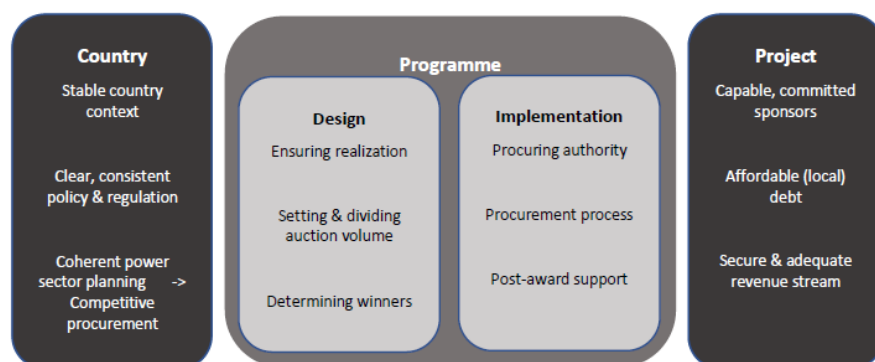 Country
Stable country
context
Clear, consistent
policy & regulation
Coherent power
sector planning ->
Competitive
procurement
Programme
Design
Ensuring realization
Setting & dividing
auction volume
Determining winners
Implementation
Procuring authority
Procurement process
Post-award support
Project
Capable, committed
sponsors
Affordable (local)
debt
Secure & adequate
revenue stream